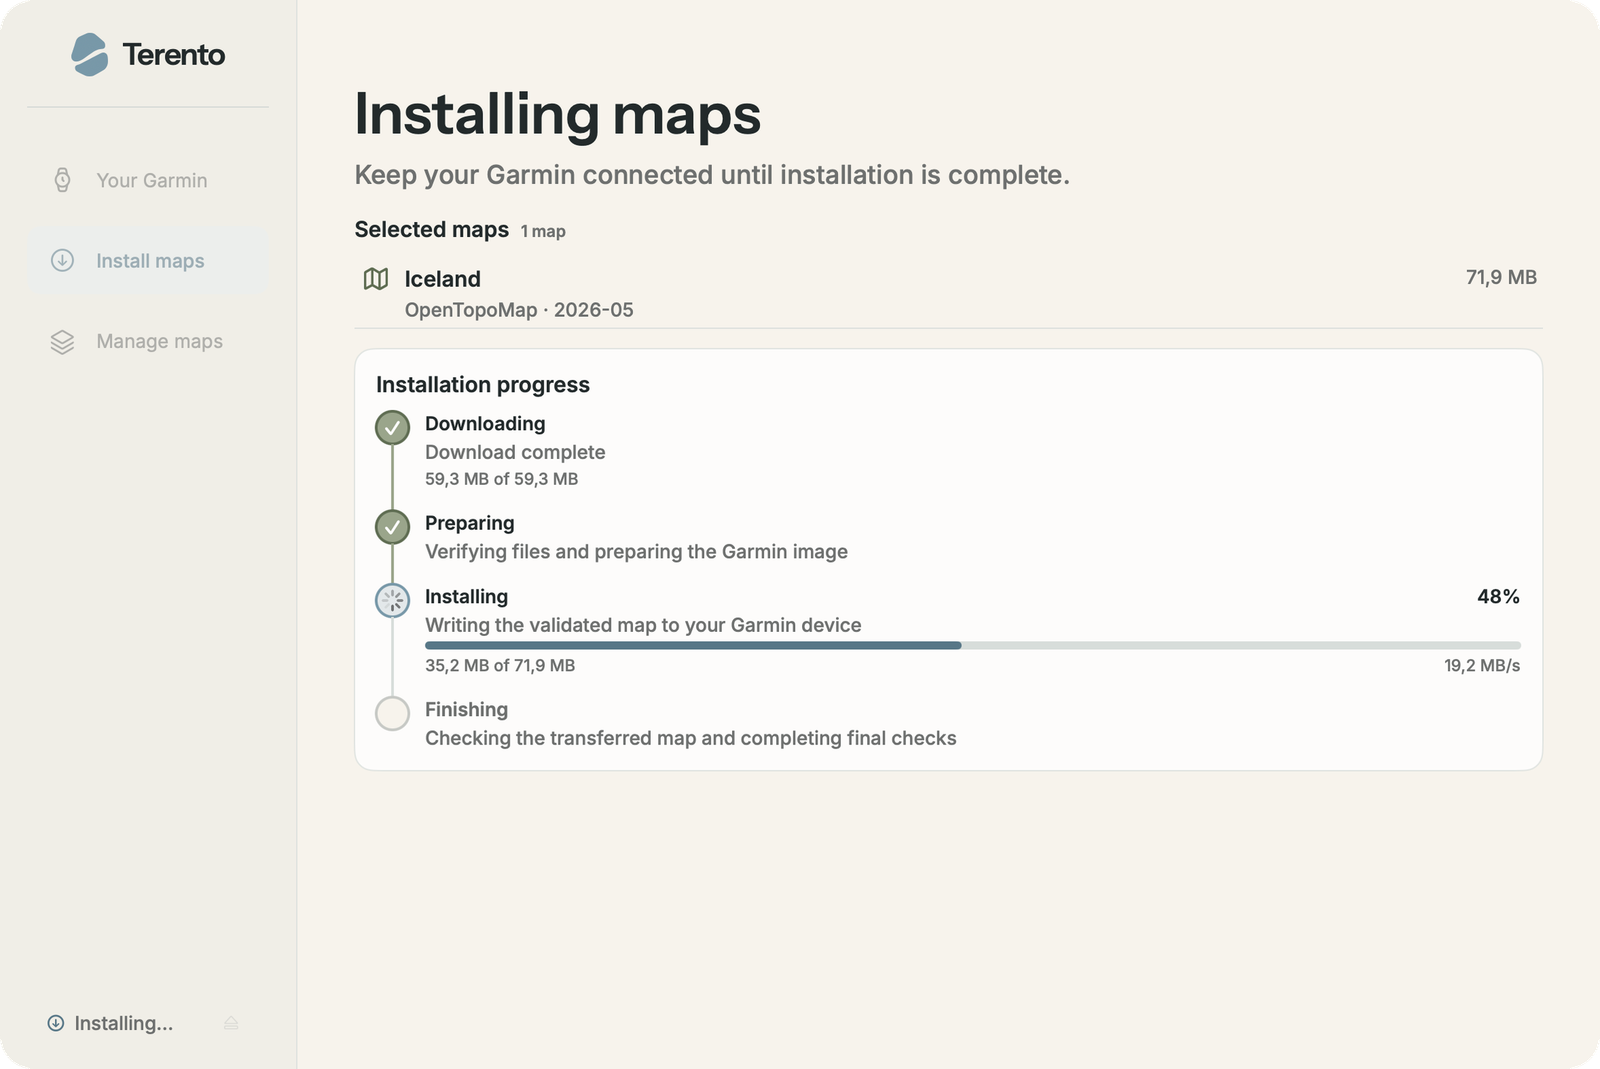 Terento
Your Garmin
Install maps
Manage maps
Installing...
Installing maps
Keep your Garmin connected until installation is complete.
Selected maps 1 map
Iceland 71,9 MB
OpenTopoMap · 2026-05
Installation progress
Downloading
Download complete
59,3 MB of 59,3 MB
Preparing
Verifying files and preparing the Garmin image
Installing 48%
Writing the validated map to your Garmin device
35,2 MB of 71,9 MB 19,2 MB/s
Finishing
Checking the transferred map and completing final checks